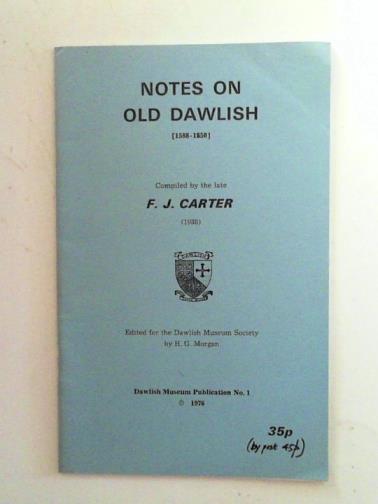 NOTES ON
OLD DAWLISH
[1588-1850]
Compiled by the late
F. J. CARTER
(1938)
DAWLISH
Edited for the Dawlish Museum Society
by H. G. Morgan
Dawlish Museum Publication No. 1
© 1976
35p
(by post 45p)